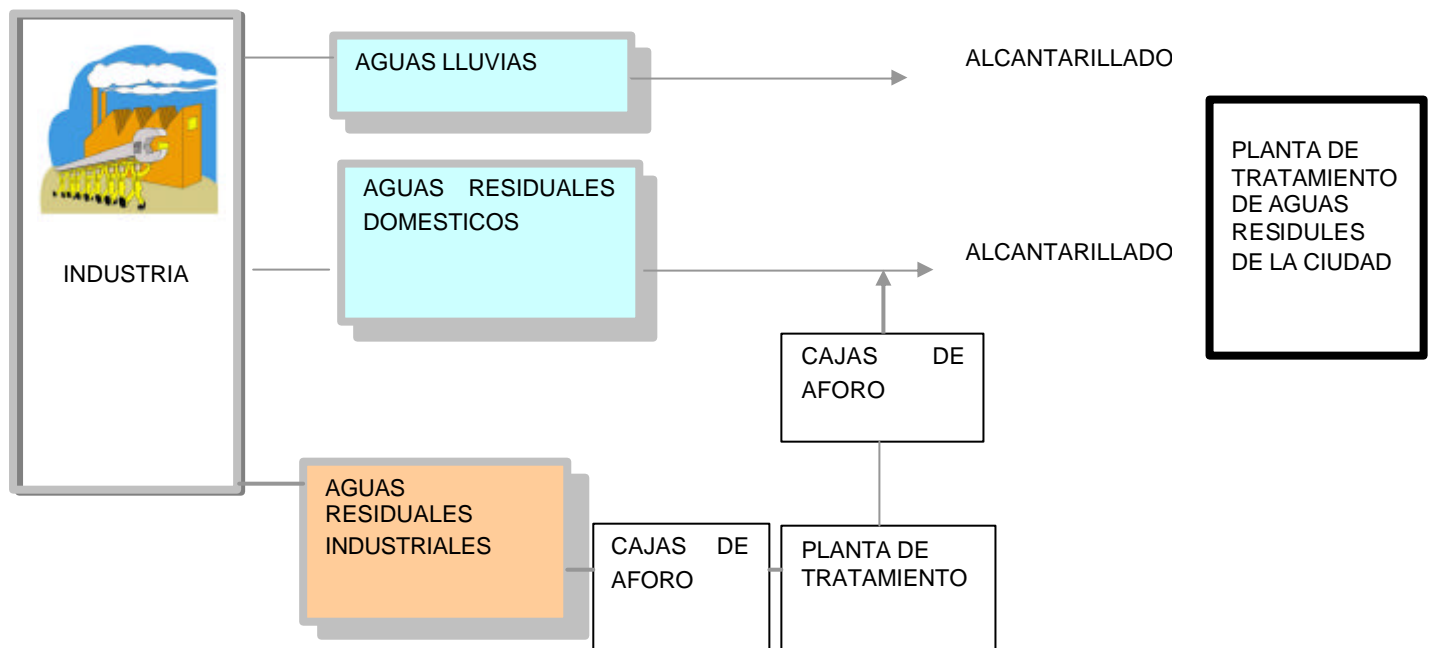 AGUAS LLUVIAS
ALCANTARILLADO
PLANTA DE
TRATAMIENTO
DE AGUAS
RESIDULES
DE LA CIUDAD
AGUAS RESIDUALES
DOMESTICOS
ALCANTARILLADO
INDUSTRIA
CAJAS DE
AFORO
AGUAS
RESIDUALES
INDUSTRIALES
CAJAS DE
AFORO
PLANTA DE
TRATAMIENTO